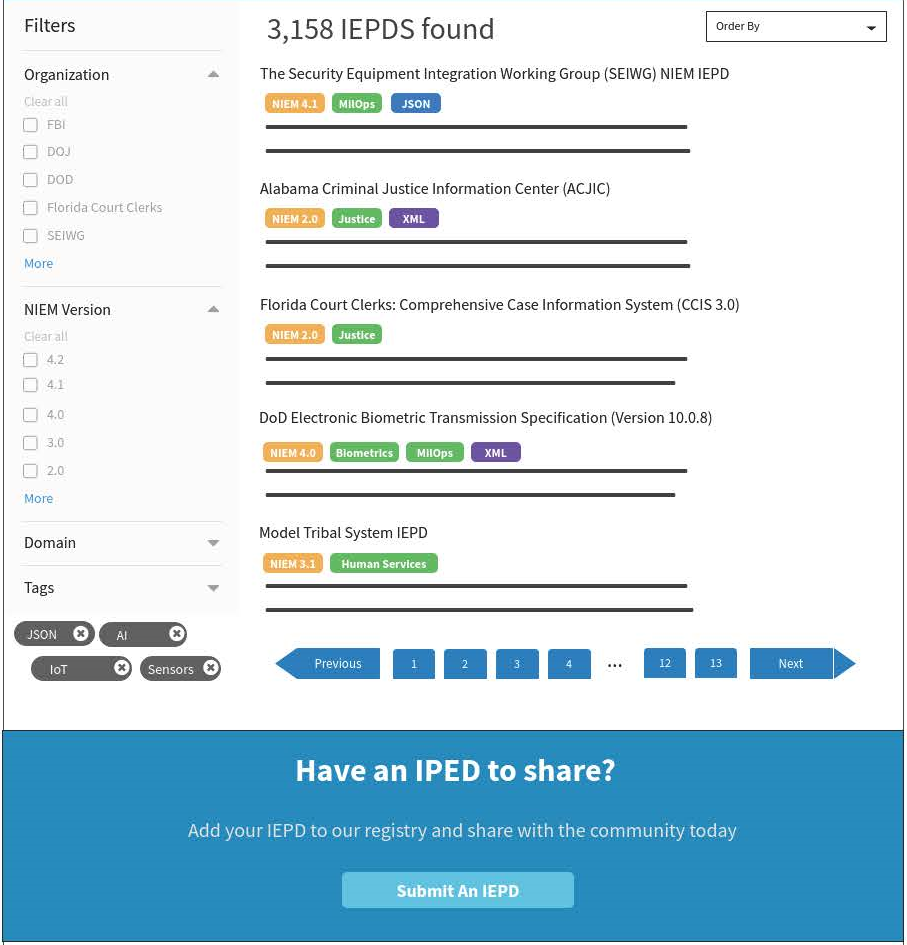 Filters
Organization
Clear all
FBI
DOJ
DOD
Florida Court Clerks
SEIWG
More
NIEM Version
Clear all
4.2
4.1
4.0
3.0
2.0
More
Domain
Tags
JSON AI
IoT Sensors
3,158 IEPDS found
Order By
The Security Equipment Integration Working Group (SEIWG) NIEM IEPD
NIEM 4.1 MilOps JSON
Alabama Criminal Justice Information Center (ACJIC)
NIEM 2.0 Justice XML
Florida Court Clerks: Comprehensive Case Information System (CCIS 3.0)
NIEM 2.0 Justice
DoD Electronic Biometric Transmission Specification (Version 10.0.8)
NIEM 4.0 Biometrics MilOps XML
Model Tribal System IEPD
NIEM 3.1 Human Services
Previous 1 2 3 4 ... 12 13 Next
Have an IPED to share?
Add your IEPD to our registry and share with the community today
Submit An IEPD